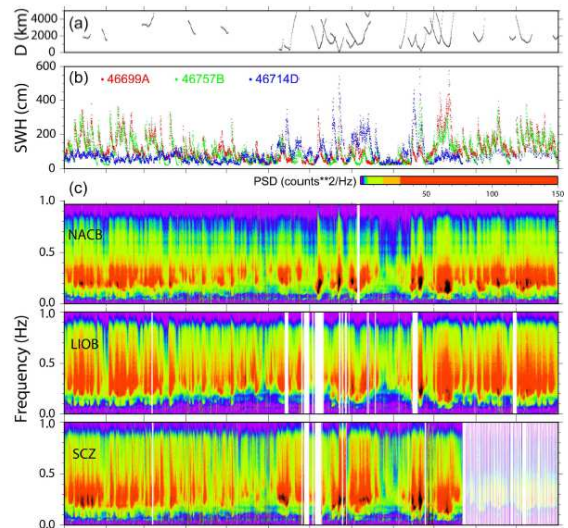 (a)
D (km)
4000
2000
0
(b)
46699A
46757B
46714D
SWH (cm)
600
400
200
0
PSD (counts**2/Hz)
50
100
150
(c)
Frequency (Hz)
1.0
NACB
0.5
0.0
1.0
LIOB
0.5
0.0
1.0
SCZ
0.5
0.0